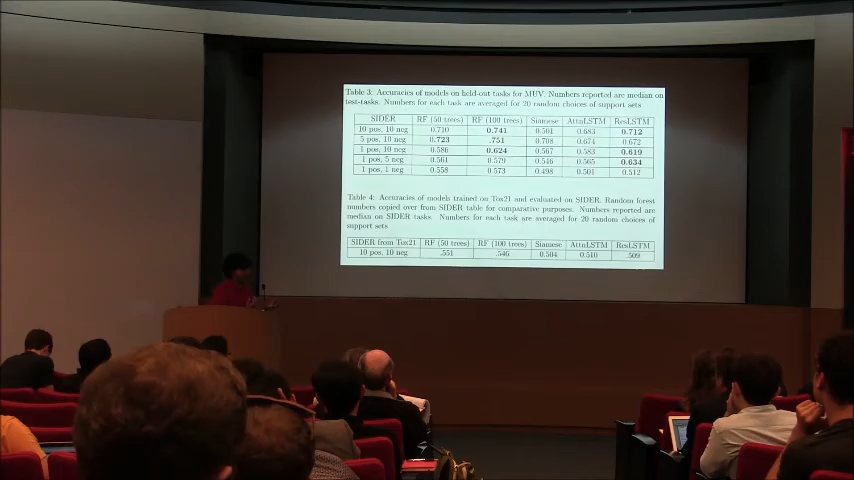 Table 3: Accuracies of models on held-out tasks for MUV. Numbers reported are median on
test-tasks. Numbers for each task are averaged for 20 random choices of support sets
SIDER RF (50 trees) RF (100 trees) Siamese AttnLSTM ResLSTM
10 pos, 10 neg 0.710 0.741 0.501 0.683 0.712
5 pos, 10 neg 0.723 .751 0.708 0.674 0.672
1 pos, 10 neg 0.586 0.624 0.567 0.583 0.619
1 pos, 5 neg 0.561 0.579 0.546 0.565 0.634
1 pos, 1 neg 0.558 0.573 0.498 0.501 0.512
Table 4: Accuracies of models trained on Tox21 and evaluated on SIDER. Random forest
numbers copied over from SIDER table for comparative purposes. Numbers reported are
median on SIDER tasks. Numbers for each task are averaged for 20 random choices of
support sets
SIDER from Tox21 RF (50 trees) RF (100 trees) Siamese AttnLSTM ResLSTM
10 pos, 10 neg .551 .546 0.504 0.510 .509